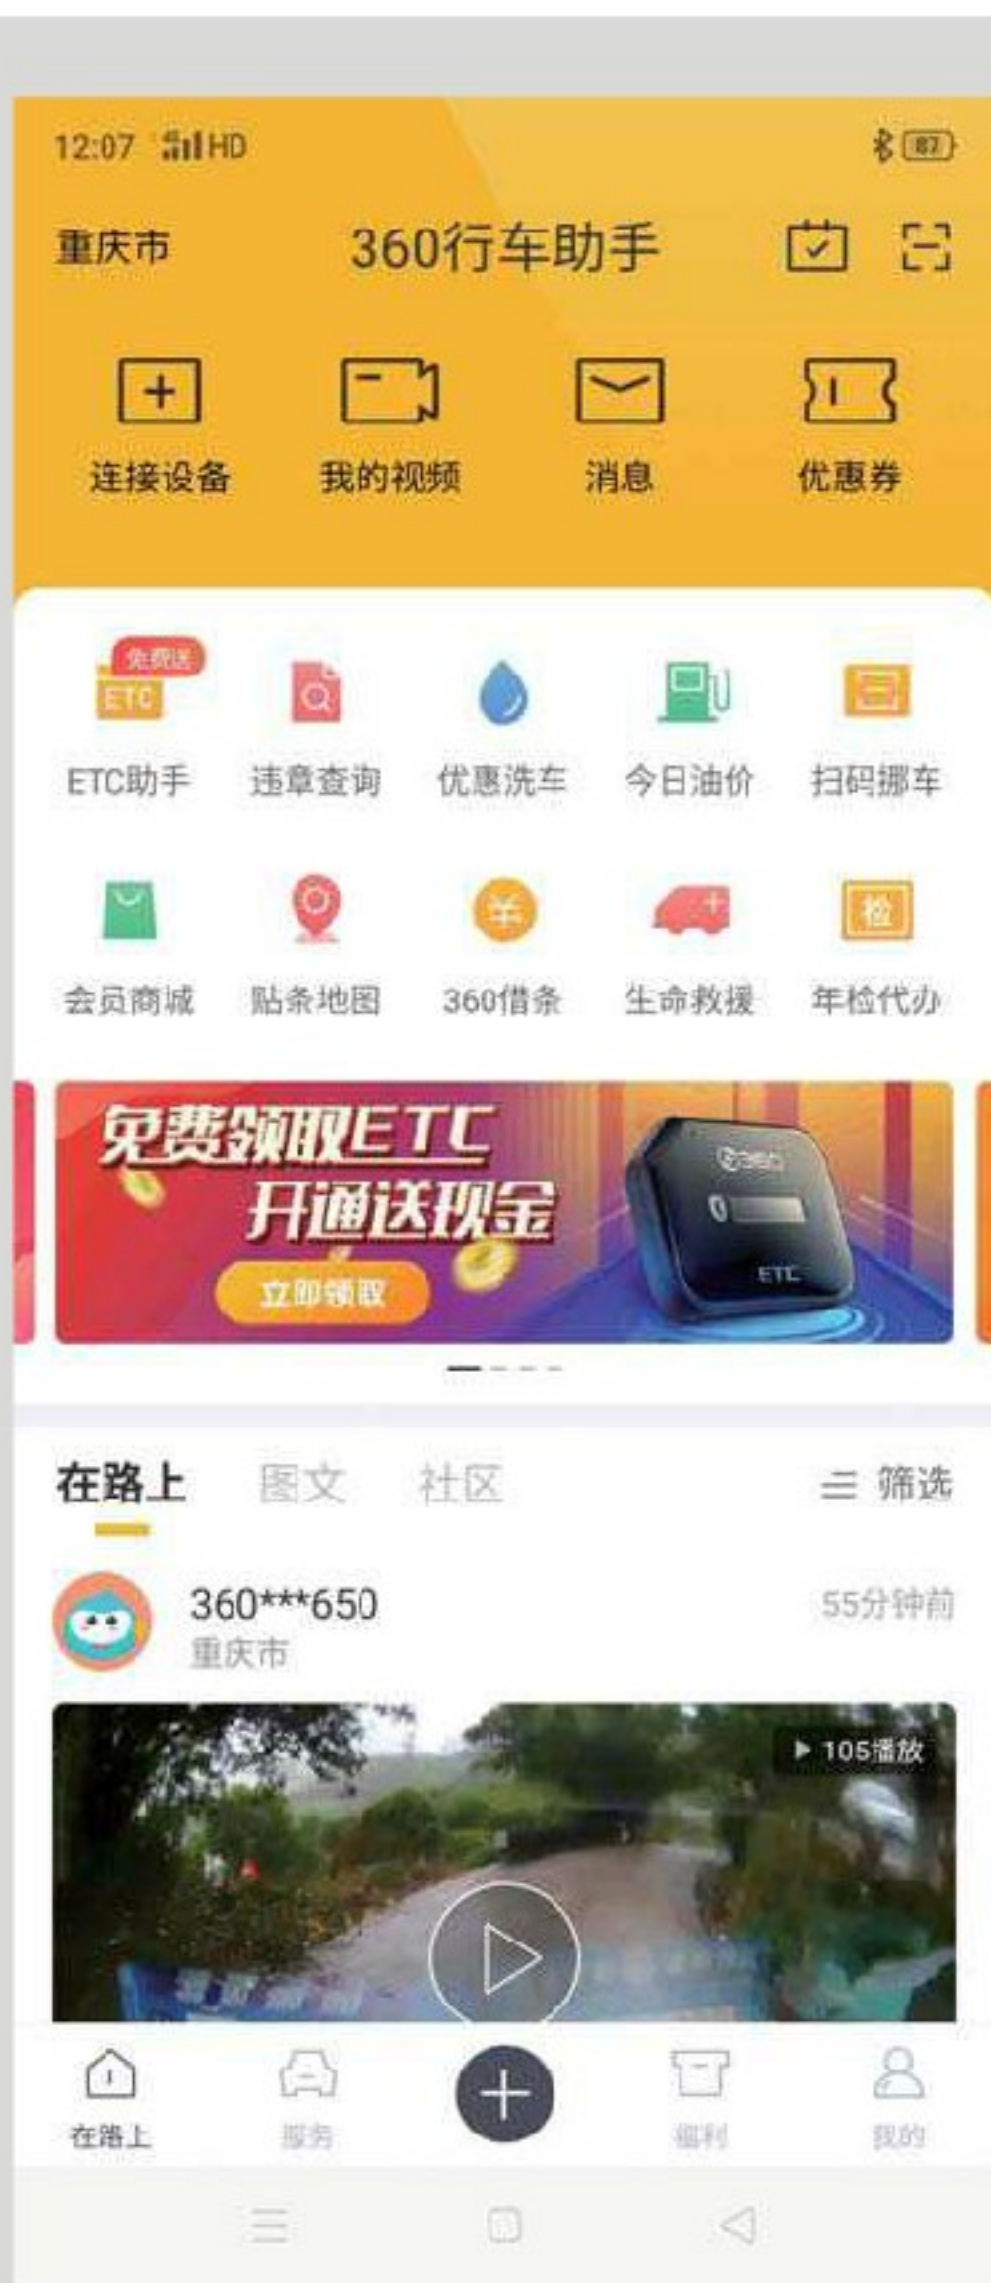 12:07 HD 87
重庆市 360行车助手
连接设备 我的视频 消息 优惠券
免费送
ETC
ETC助手 违章查询 优惠洗车 今日油价 扫码挪车
检
会员商城 贴条地图 360借条 生命救援 年检代办
免费领取ETC
开通送现金
立即领取
360
ETC
在路上 图文 社区 筛选
360***650 55分钟前
重庆市
105播放
在路上 服务 福利 我的